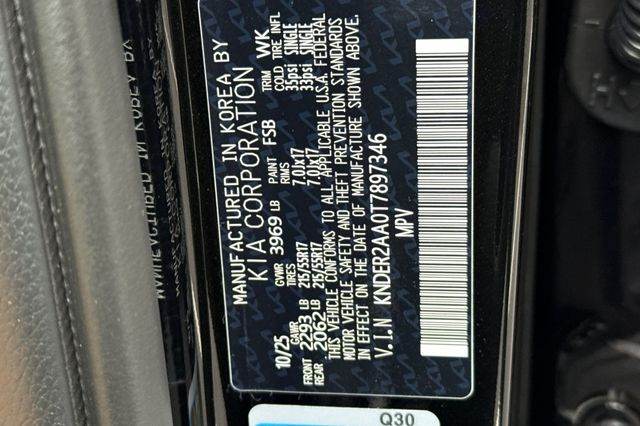 MANUFACTURED IN KOREA BY
KIA CORPORATION
10/25 GVWR 3969 LB PAINT FSB TRIM WK
GAWR TIRES RIMS COLD TIRE INFL
FRONT 2293 LB 215/55R17 7.0Jx17 35psi SINGLE
REAR 2062 LB 215/55R17 7.0Jx17 33psi SINGLE
THIS VEHICLE CONFORMS TO ALL APPLICABLE U.S.A. FEDERAL
MOTOR VEHICLE SAFETY AND THEFT PREVENTION STANDARDS
IN EFFECT ON THE DATE OF MANUFACTURE SHOWN ABOVE.
V.I.N KNDER2AA0T7897346
MPV
Q30